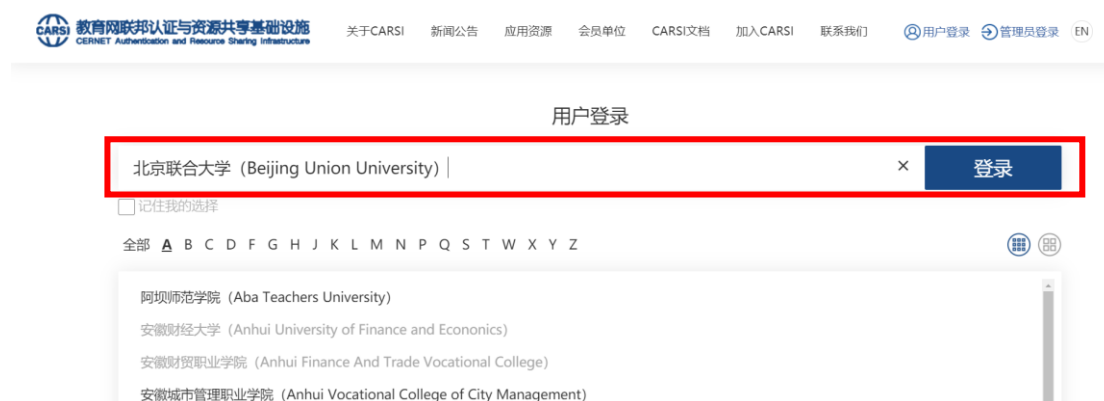 CARSI 教育网联邦认证与资源共享基础设施
CERNET Authentication and Resource Sharing Infrastructure
关于CARSI 新闻公告 应用资源 会员单位 CARSI文档 加入CARSI 联系我们 用户登录 管理员登录 EN
用户登录
北京联合大学（Beijing Union University） × 登录
记住我的选择
全部 A B C D F G H J K L M N P Q S T W X Y Z
阿坝师范学院（Aba Teachers University）
安徽财经大学（Anhui University of Finance and Econonics）
安徽财贸职业学院（Anhui Finance And Trade Vocational College）
安徽城市管理职业学院（Anhui Vocational College of City Management）